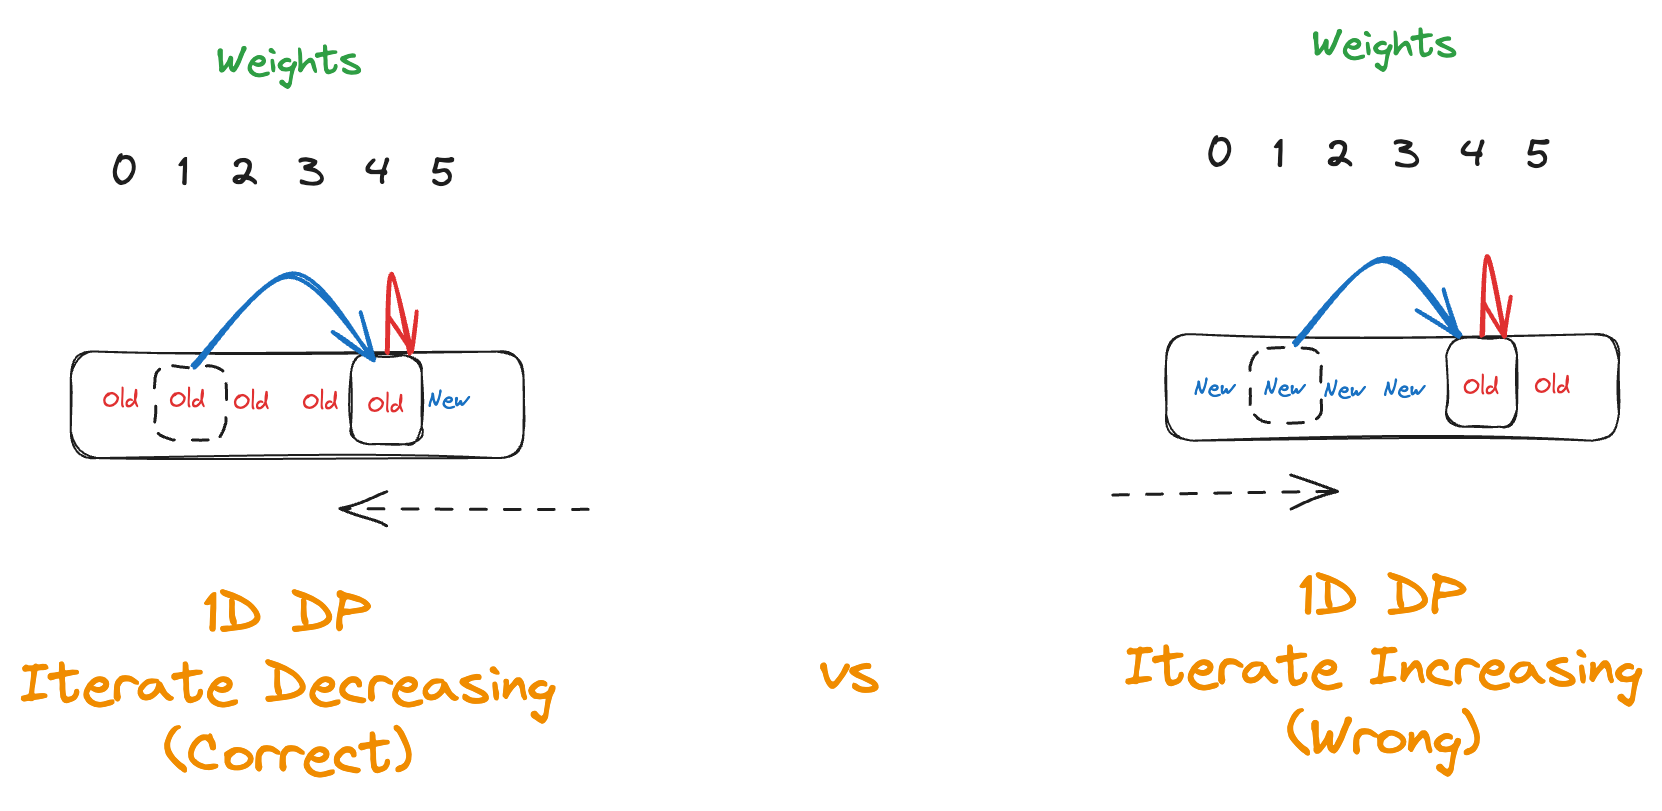 Weights
0 1 2 3 4 5
Old Old Old Old Old New
1D DP
Iterate Decreasing
(Correct)
vs
Weights
0 1 2 3 4 5
New New New New Old Old
1D DP
Iterate Increasing
(Wrong)